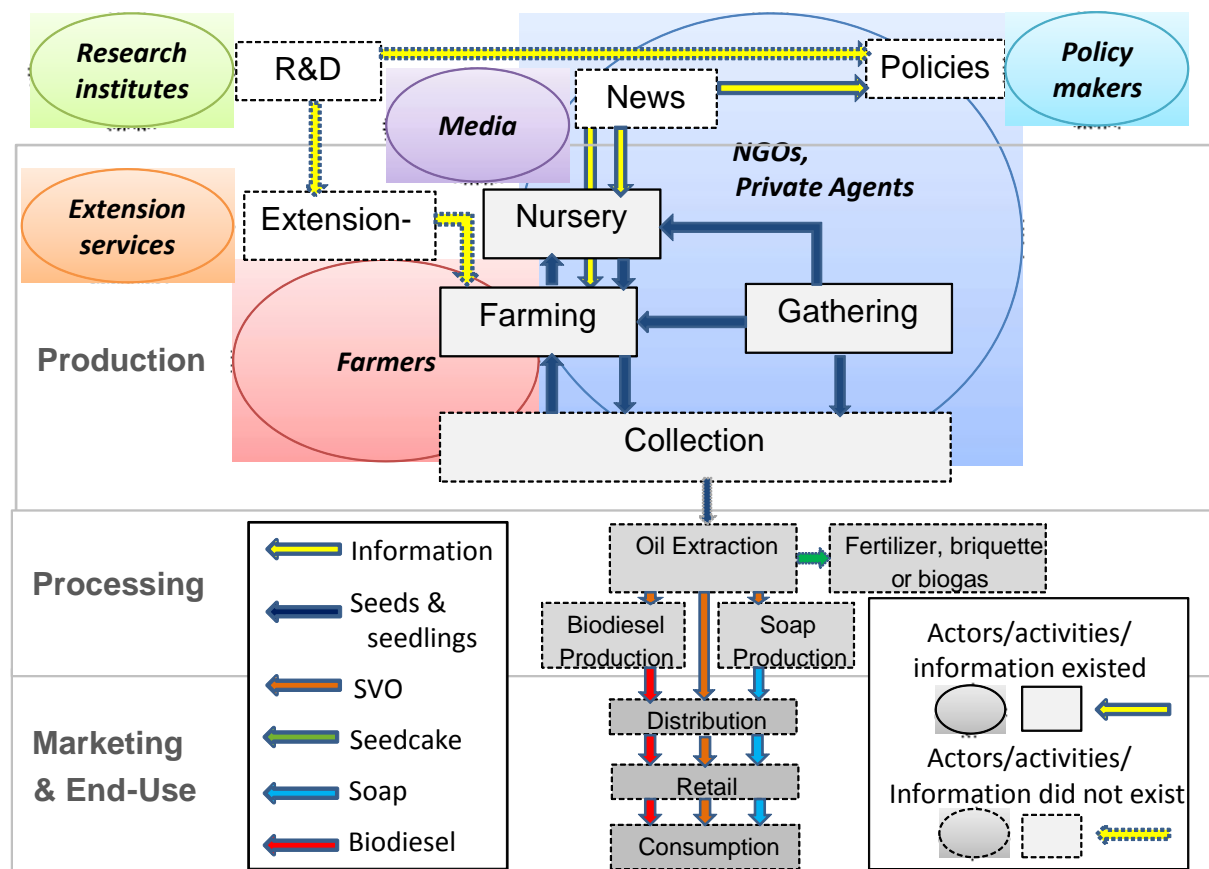 Research
institutes
R&D
Policies
Policy
makers
News
Media
NGOs,
Private Agents
Extension
services
Extension-
Nursery
Farming
Gathering
Production
Farmers
Collection
Processing
Oil Extraction
Fertilizer, briquette
or biogas
Biodiesel
Production
Soap
Production
Marketing
& End-Use
Distribution
Retail
Consumption
Information
Seeds &
seedlings
SVO
Seedcake
Soap
Biodiesel
Actors/activities/
information existed
Actors/activities/
Information did not exist